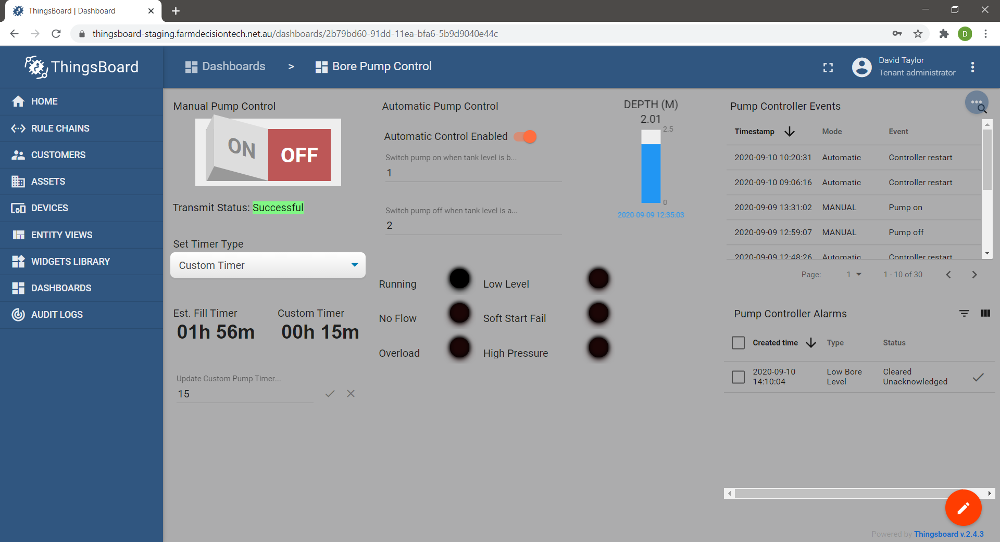 ThingsBoard | Dashboard
thingsboard-staging.farmdecisiontech.net.au/dashboards/2b79bd60-91dd-11ea-bfa6-5b9d9040e44c
D
ThingsBoard
Dashboards > Bore Pump Control
David Taylor
Tenant administrator
HOME
RULE CHAINS
CUSTOMERS
ASSETS
DEVICES
ENTITY VIEWS
WIDGETS LIBRARY
DASHBOARDS
AUDIT LOGS
Manual Pump Control
ON OFF
Transmit Status: Successful
Set Timer Type
Custom Timer
Est. Fill Timer Custom Timer
01h 56m 00h 15m
Update Custom Pump Timer...
15
Automatic Pump Control
Automatic Control Enabled
Switch pump on when tank level is b...
1
Switch pump off when tank level is a...
2
DEPTH (M)
2.01
2.5
0
2020-09-09 12:35:03
Running Low Level
No Flow Soft Start Fail
Overload High Pressure
Pump Controller Events
Timestamp Mode Event
2020-09-10 10:20:31 Automatic Controller restart
2020-09-10 09:06:16 Automatic Controller restart
2020-09-09 13:31:02 MANUAL Pump on
2020-09-09 12:59:07 MANUAL Pump off
2020-09-09 12:48:26 Automatic Controller restart
Page: 1 1 - 10 of 30
Pump Controller Alarms
Created time Type Status
2020-09-10 Low Bore Cleared
14:10:04 Level Unacknowledged
Powered by Thingsboard v.2.4.3